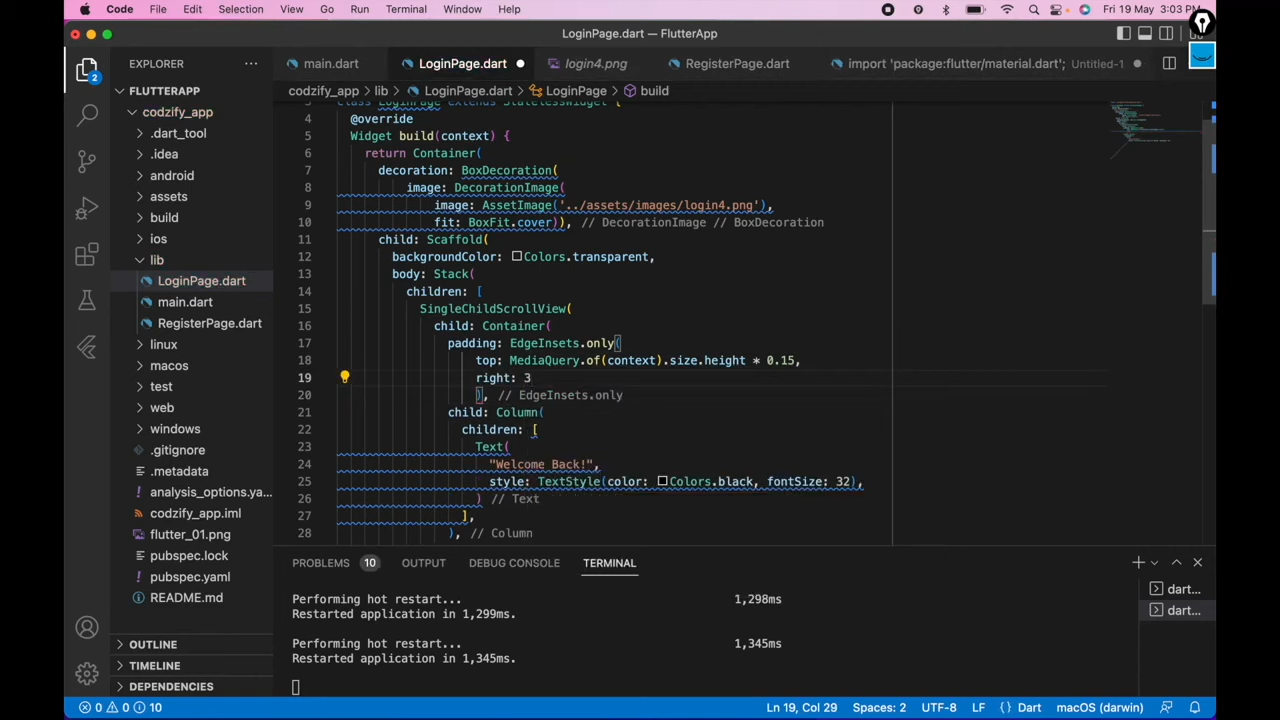 Code File Edit Selection View Go Run Terminal Window Help Fri 19 May 3:03 PM
LoginPage.dart — FlutterApp
EXPLORER
main.dart LoginPage.dart login4.png RegisterPage.dart import 'package:flutter/material.dart'; Untitled-1
codzify_app > lib > LoginPage.dart > LoginPage > build
FLUTTERAPP
codzify_app
.dart_tool
.idea
android
assets
build
ios
lib
LoginPage.dart
main.dart
RegisterPage.dart
linux
macos
test
web
windows
.gitignore
.metadata
analysis_options.ya...
codzify_app.iml
flutter_01.png
pubspec.lock
pubspec.yaml
README.md
OUTLINE
TIMELINE
DEPENDENCIES
2
3 class LoginPage extends StatelessWidget {
4 @override
5 Widget build(context) {
6 return Container(
7 decoration: BoxDecoration(
8 image: DecorationImage(
9 image: AssetImage('../assets/images/login4.png'),
10 fit: BoxFit.cover)), // DecorationImage // BoxDecoration
11 child: Scaffold(
12 backgroundColor: Colors.transparent,
13 body: Stack(
14 children: [
15 SingleChildScrollView(
16 child: Container(
17 padding: EdgeInsets.only(
18 top: MediaQuery.of(context).size.height * 0.15,
19 right: 3
20 ), // EdgeInsets.only
21 child: Column(
22 children: [
23 Text(
24 "Welcome Back!",
25 style: TextStyle(color: Colors.black, fontSize: 32),
26 ) // Text
27 ],
28 ), // Column
PROBLEMS 10 OUTPUT DEBUG CONSOLE TERMINAL
Performing hot restart... 1,298ms
Restarted application in 1,299ms.
Performing hot restart... 1,345ms
Restarted application in 1,345ms.
dart...
dart...
0 0 10 Ln 19, Col 29 Spaces: 2 UTF-8 LF {} Dart macOS (darwin)